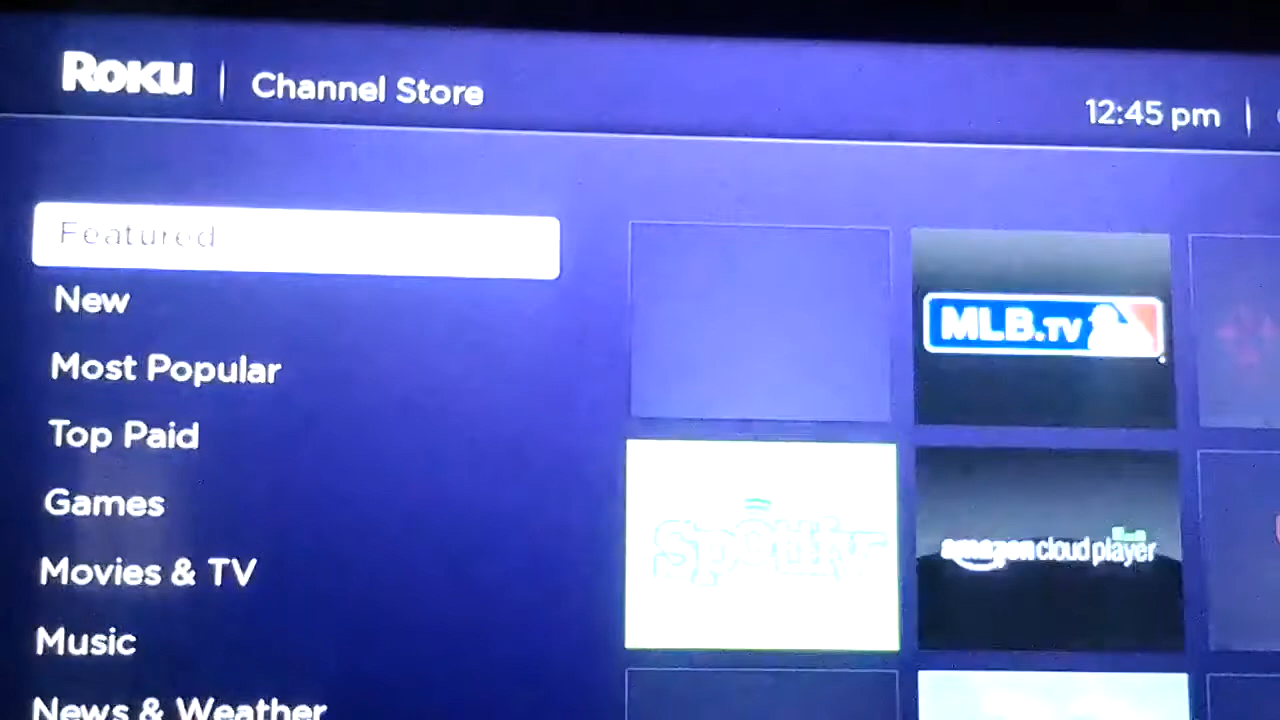 Roku | Channel Store
12:45 pm |
Featured
New
Most Popular
Top Paid
Games
Movies & TV
Music
News & Weather
MLB.TV
Spotify
amazon cloud player